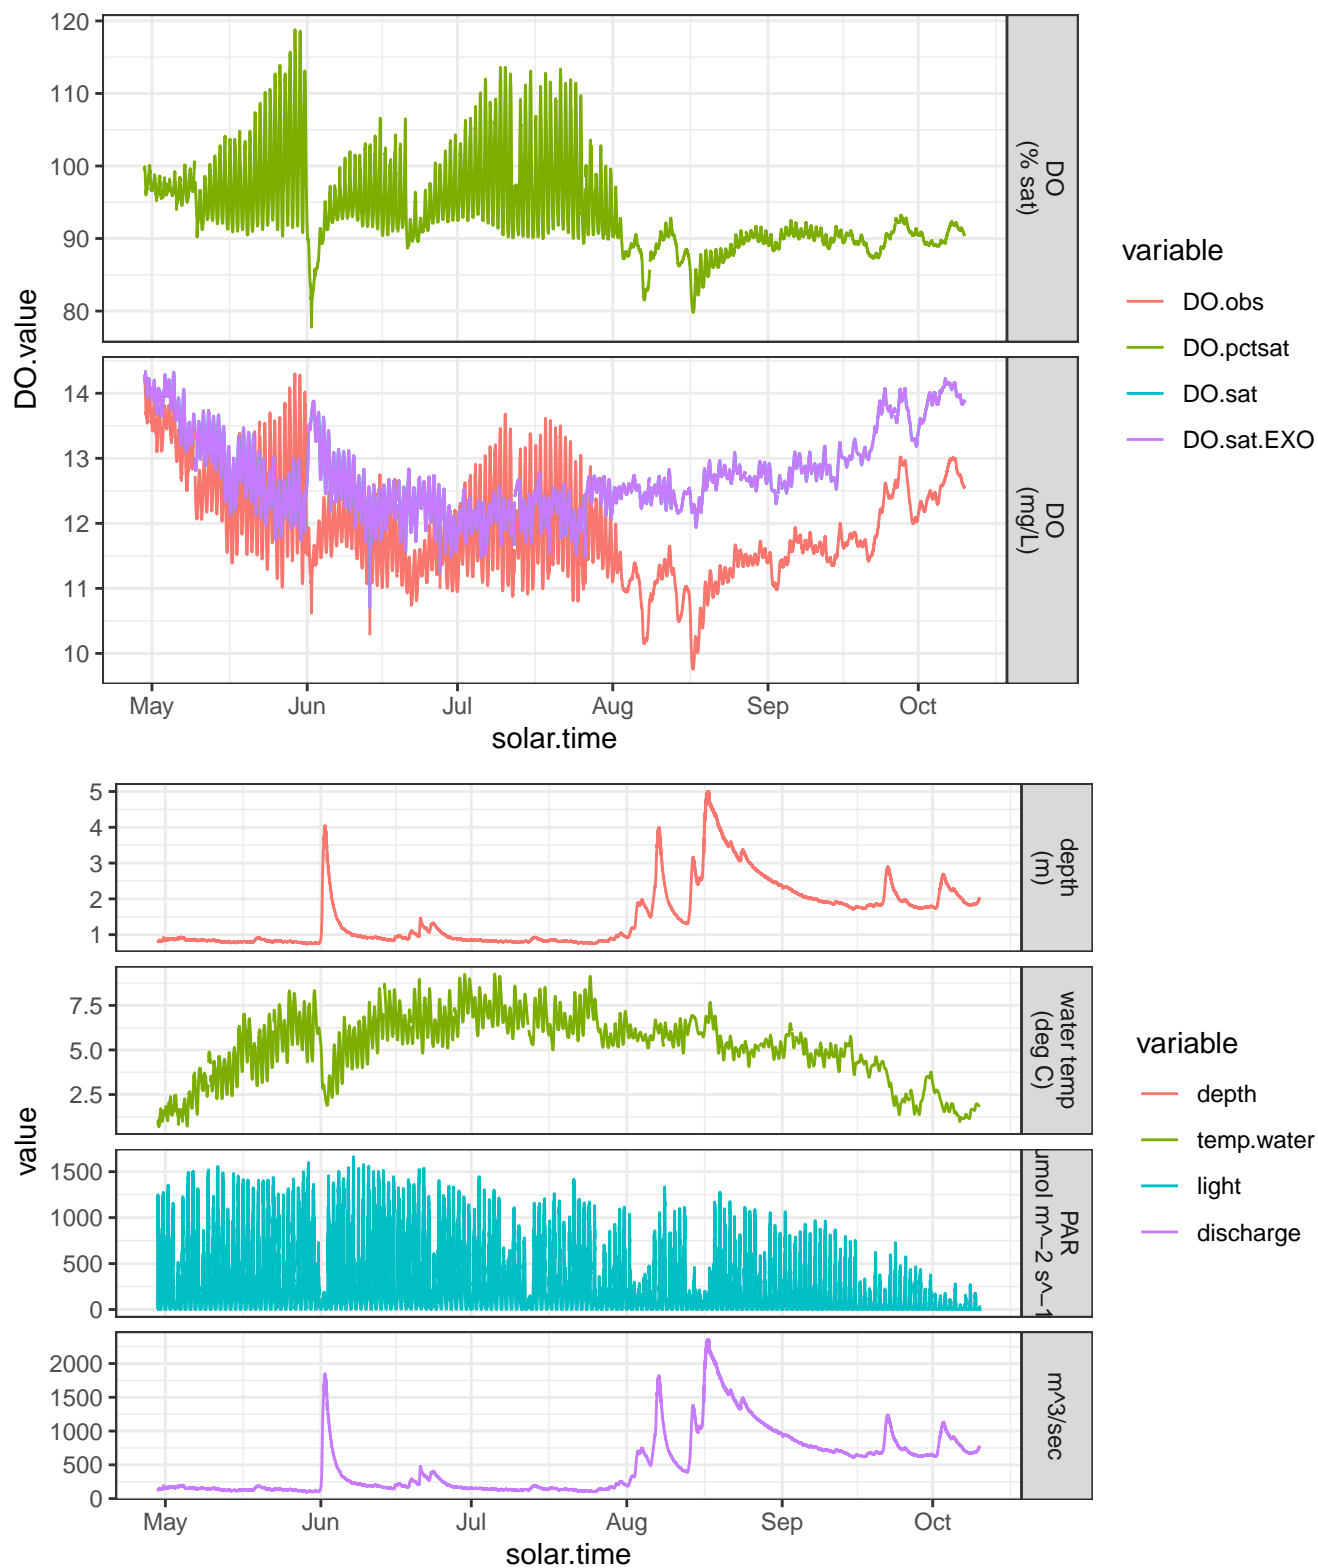 120
110
100
90
80
DO
(% sat)
14
13
12
11
10
DO
(mg/L)
DO.value
May Jun Jul Aug Sep Oct
solar.time
variable
DO.obs
DO.pctsat
DO.sat
DO.sat.EXO
5
4
3
2
1
depth
(m)
7.5
5.0
2.5
water temp
(deg C)
1500
1000
500
0
PAR
umol m^-2 s^-1
2000
1500
1000
500
0
m^3/sec
value
May Jun Jul Aug Sep Oct
solar.time
variable
depth
temp.water
light
discharge